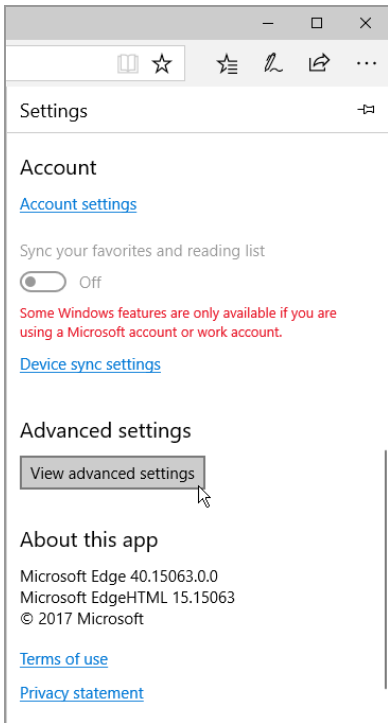 Settings
Account
Account settings
Sync your favorites and reading list
Off
Some Windows features are only available if you are
using a Microsoft account or work account.
Device sync settings
Advanced settings
View advanced settings
About this app
Microsoft Edge 40.15063.0.0
Microsoft EdgeHTML 15.15063
© 2017 Microsoft
Terms of use
Privacy statement